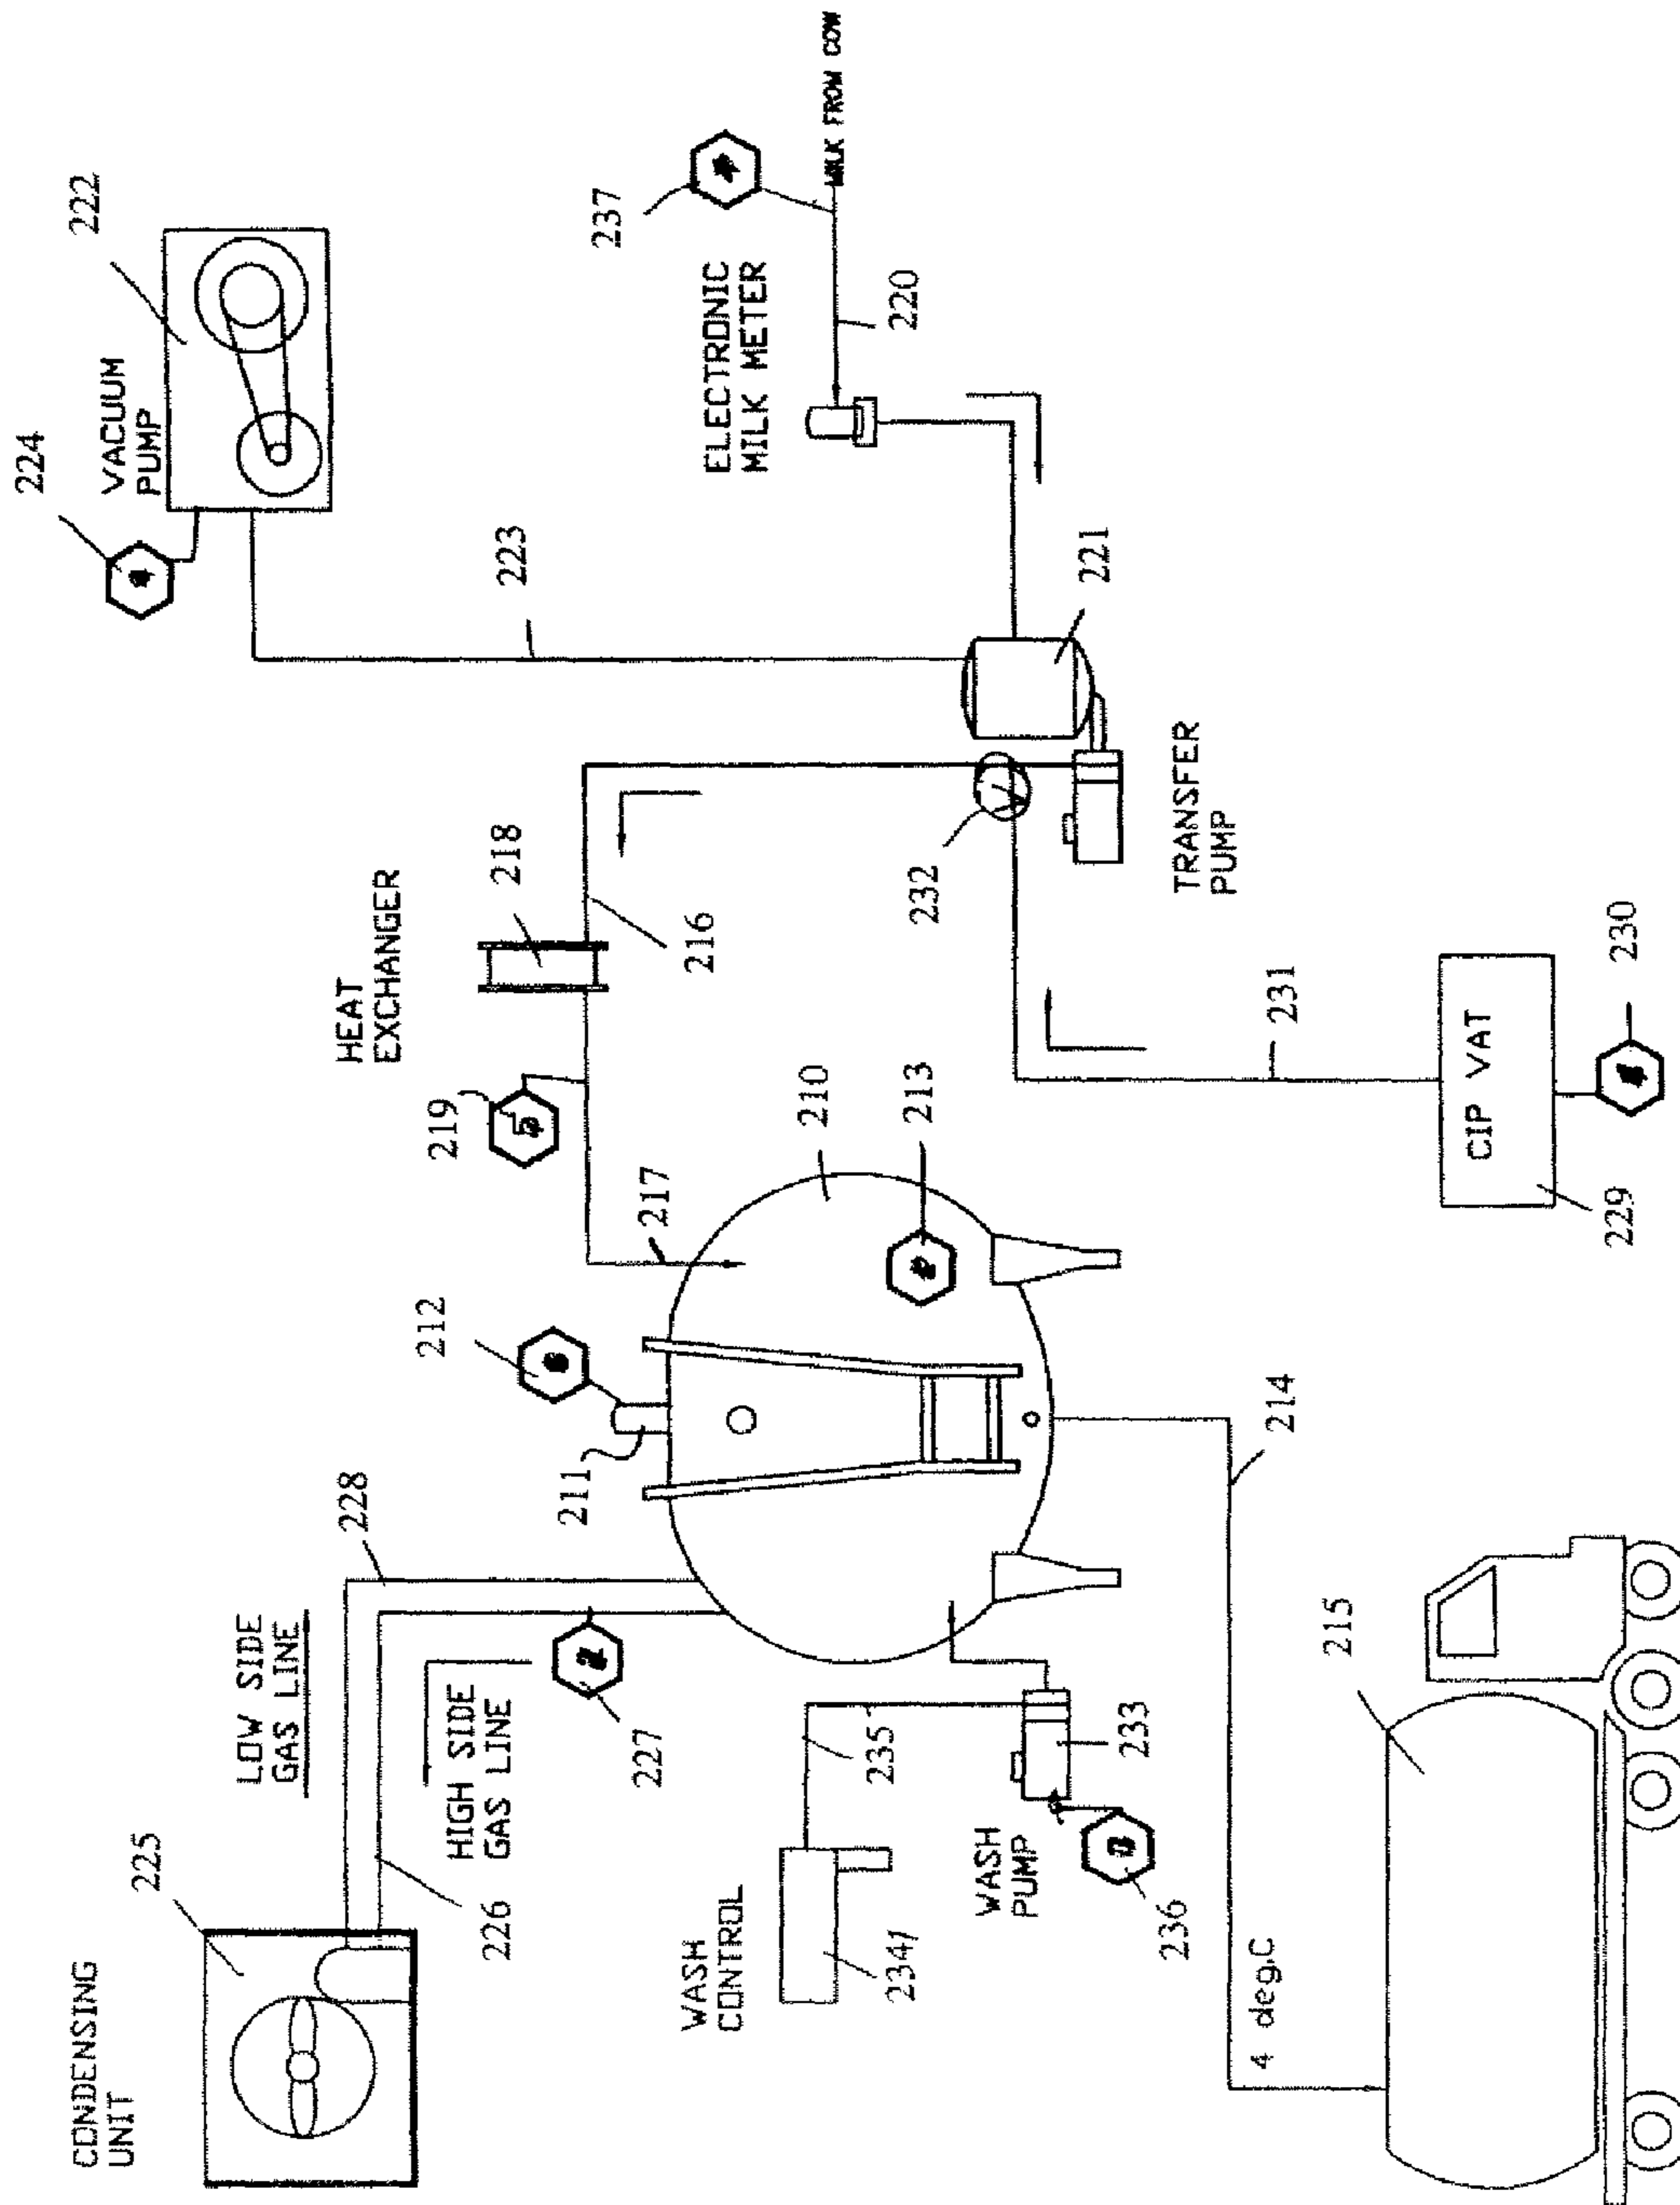 CONDENSING
UNIT
225
LOW SIDE
GAS LINE
228
226
HIGH SIDE
GAS LINE
227
224
VACUUM
PUMP
222
223
HEAT
EXCHANGER
218
219
5
216
217
212
6
211
210
213
2
WASH
CONTROL
2341
235
WASH
PUMP
233
236
237
ELECTRONIC
MILK METER
MILK FROM COW
220
221
232
TRANSFER
PUMP
231
CIP VAT
229
230
214
4 deg.C
215